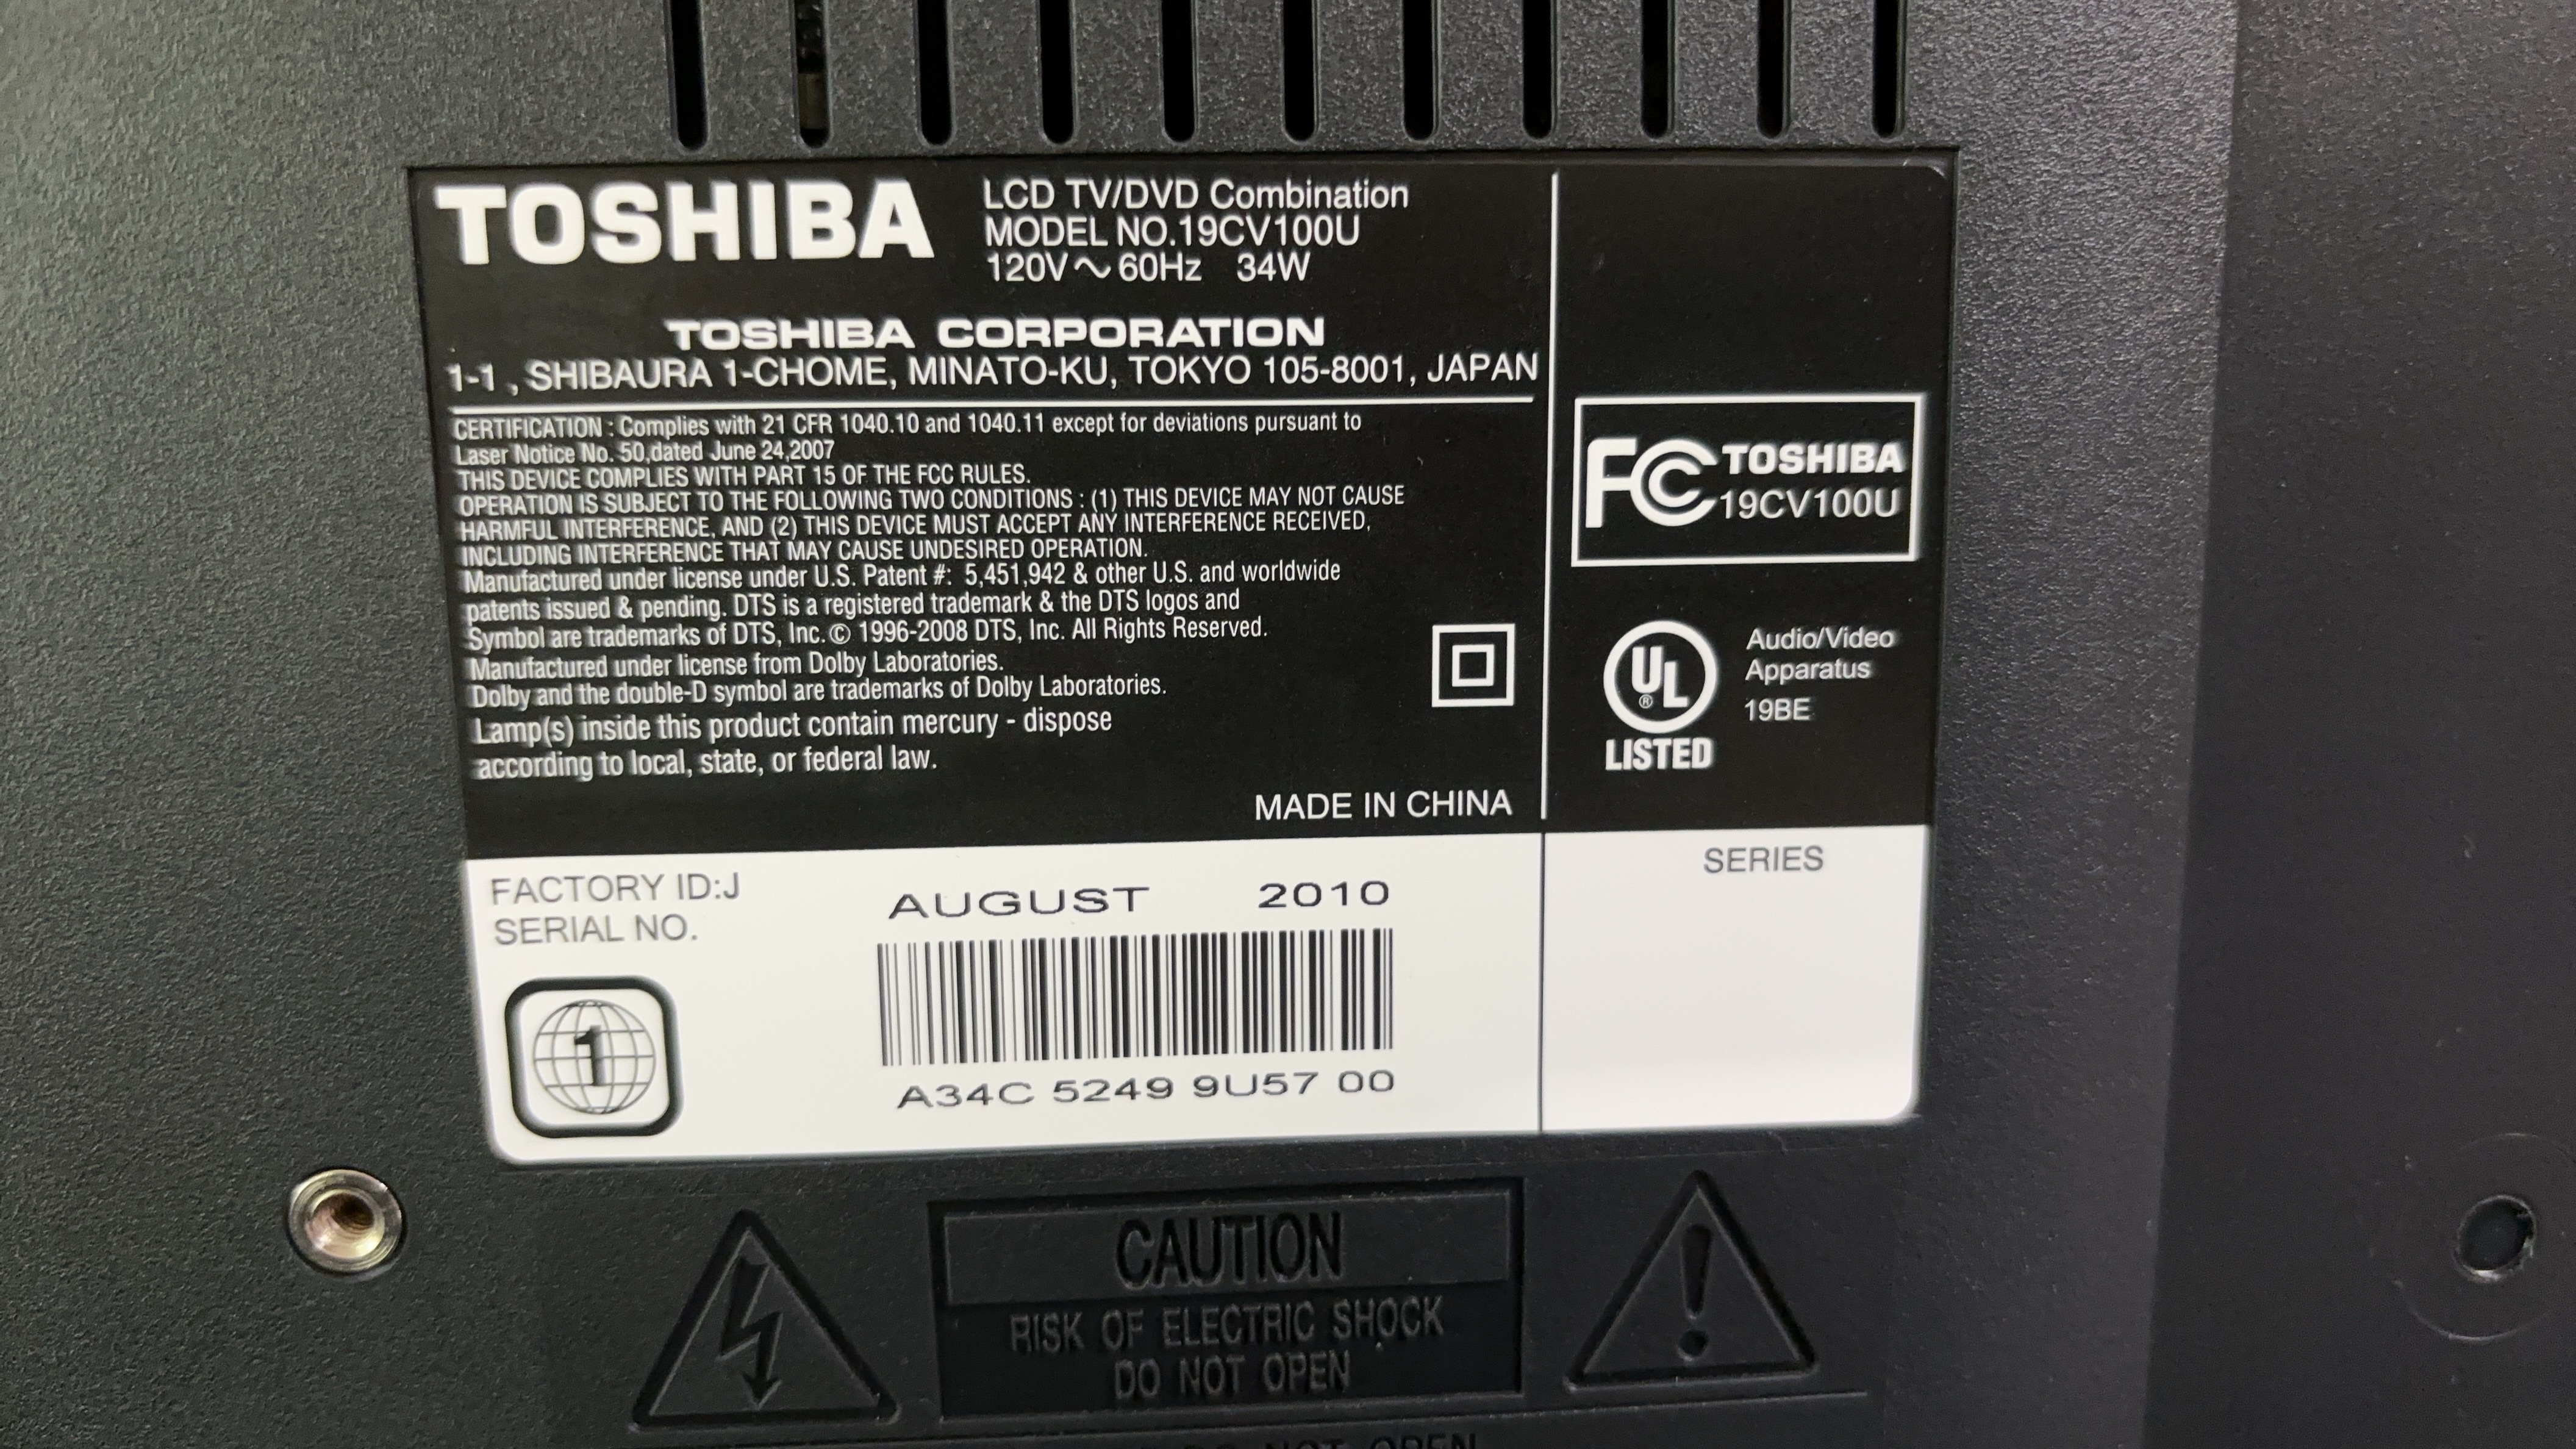 TOSHIBA
LCD TV/DVD Combination
MODEL NO.19CV100U
120V～60Hz 34W
TOSHIBA CORPORATION
1-1 , SHIBAURA 1-CHOME, MINATO-KU, TOKYO 105-8001, JAPAN
CERTIFICATION : Complies with 21 CFR 1040.10 and 1040.11 except for deviations pursuant to
Laser Notice No. 50,dated June 24,2007
THIS DEVICE COMPLIES WITH PART 15 OF THE FCC RULES.
OPERATION IS SUBJECT TO THE FOLLOWING TWO CONDITIONS : (1) THIS DEVICE MAY NOT CAUSE
HARMFUL INTERFERENCE, AND (2) THIS DEVICE MUST ACCEPT ANY INTERFERENCE RECEIVED,
INCLUDING INTERFERENCE THAT MAY CAUSE UNDESIRED OPERATION.
Manufactured under license under U.S. Patent #: 5,451,942 & other U.S. and worldwide
patents issued & pending. DTS is a registered trademark & the DTS logos and
Symbol are trademarks of DTS, Inc.© 1996-2008 DTS, Inc. All Rights Reserved.
Manufactured under license from Dolby Laboratories.
Dolby and the double-D symbol are trademarks of Dolby Laboratories.
Lamp(s) inside this product contain mercury - dispose
according to local, state, or federal law.
MADE IN CHINA
FC TOSHIBA
19CV100U
UL ®
LISTED
Audio/Video
Apparatus
19BE
FACTORY ID:J
SERIAL NO.
1
AUGUST 2010
A34C 5249 9U57 00
SERIES
CAUTION
RISK OF ELECTRIC SHOCK
DO NOT OPEN
NOT OPEN